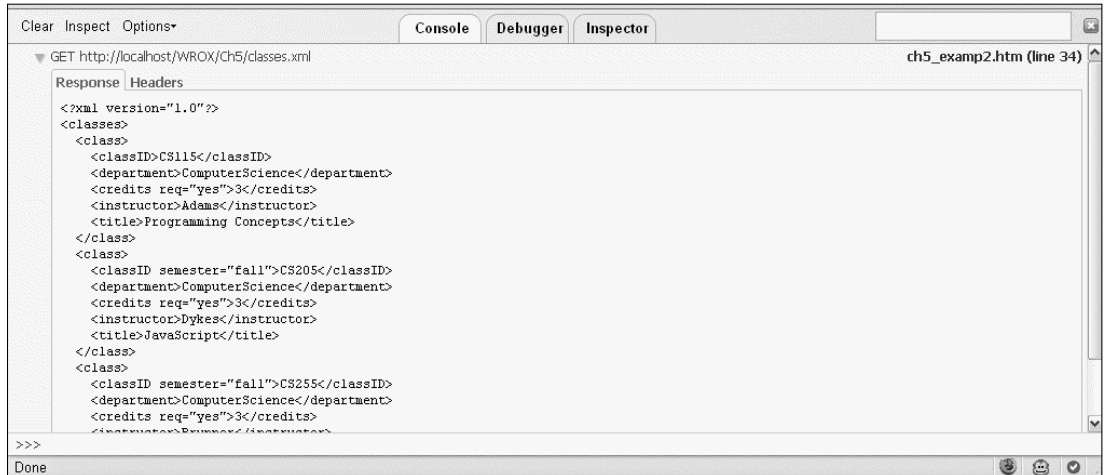 Clear Inspect Options
Console Debugger Inspector
GET http://localhost/WROX/Ch5/classes.xml ch5_examp2.htm (line 34)
Response Headers
<?xml version="1.0"?>
<classes>
<class>
<classID>CS115</classID>
<department>ComputerScience</department>
<credits req="yes">3</credits>
<instructor>Adams</instructor>
<title>Programming Concepts</title>
</class>
<class>
<classID semester="fall">CS205</classID>
<department>ComputerScience</department>
<credits req="yes">3</credits>
<instructor>Dykes</instructor>
<title>JavaScript</title>
</class>
<class>
<classID semester="fall">CS255</classID>
<department>ComputerScience</department>
<credits req="yes">3</credits>
<instructor>Brunner</instructor>
>>>
Done